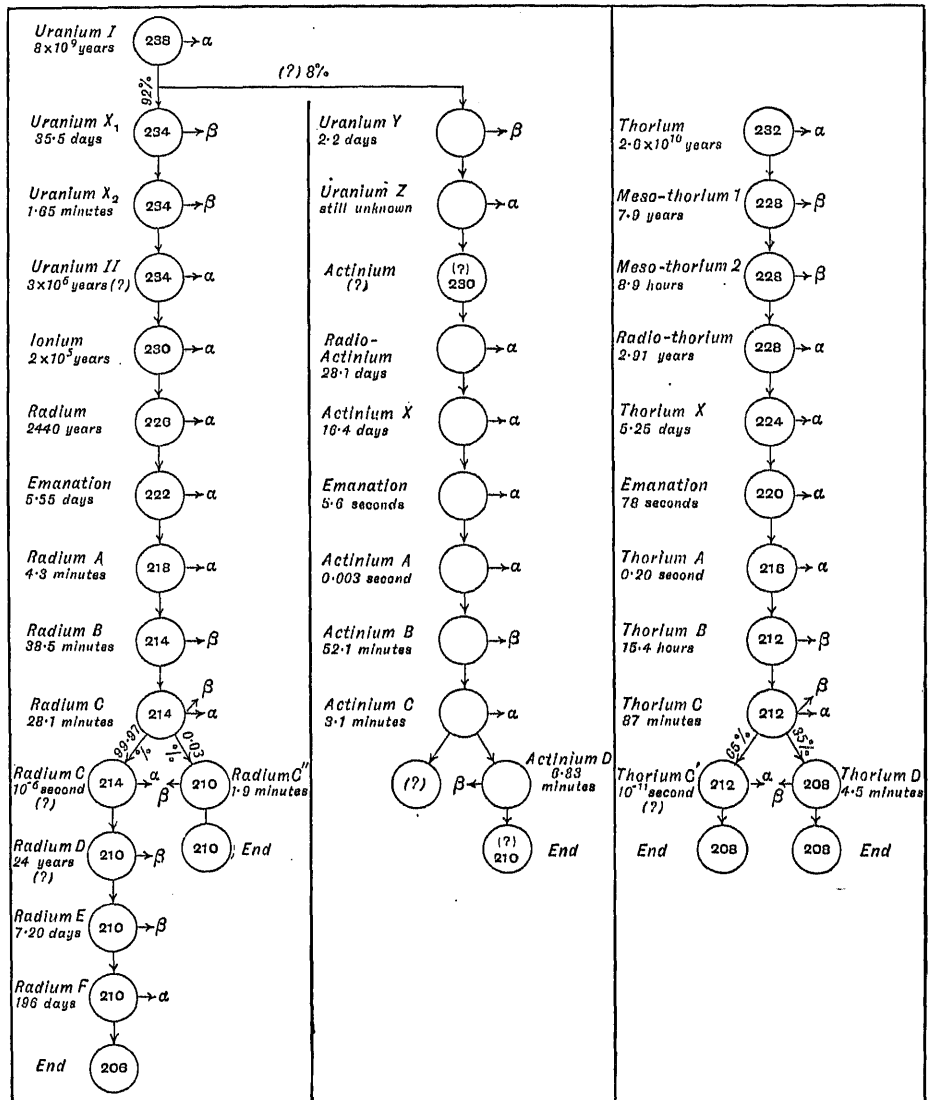 Uranium I
8×10⁹ years
238
→α
92%
(?) 8%
Uranium X₁
35·5 days
234
→β
Uranium X₂
1·65 minutes
234
→β
Uranium II
3×10⁶ years (?)
234
→α
Ionium
2×10⁵ years
230
→α
Radium
2440 years
226
→α
Emanation
5·55 days
222
→α
Radium A
4·3 minutes
218
→α
Radium B
38·5 minutes
214
→β
Radium C
28·1 minutes
214
β
→α
99·97 %
0·03 %
Radium C'
10⁻⁶ second
(?)
214
→α
β←
210
Radium C"
1·9 minutes
210
End
Radium D
24 years
(?)
210
→β
Radium E
7·20 days
210
→β
Radium F
196 days
210
→α
End
206
Uranium Y
2·2 days
→β
Uranium Z
still unknown
→α
Actinium
(?)
(?)
230
Radio-
Actinium
28·1 days
→α
Actinium X
16·4 days
→α
Emanation
5·6 seconds
→α
Actinium A
0·003 second
→α
Actinium B
52·1 minutes
→β
Actinium C
3·1 minutes
→α
(?)
β←
Actinium D
6·83
minutes
(?)
210
End
Thorium
2·6×10¹⁰ years
232
→α
Meso-thorium 1
7·9 years
228
→β
Meso-thorium 2
8·9 hours
228
→β
Radio-thorium
2·91 years
228
→α
Thorium X
5·25 days
224
→α
Emanation
78 seconds
220
→α
Thorium A
0·20 second
216
→α
Thorium B
15·4 hours
212
→β
Thorium C
87 minutes
212
β
→α
65%
35%
Thorium C'
10⁻¹¹ second
(?)
212
→α
β←
208
Thorium D
4·5 minutes
End
208
208
End